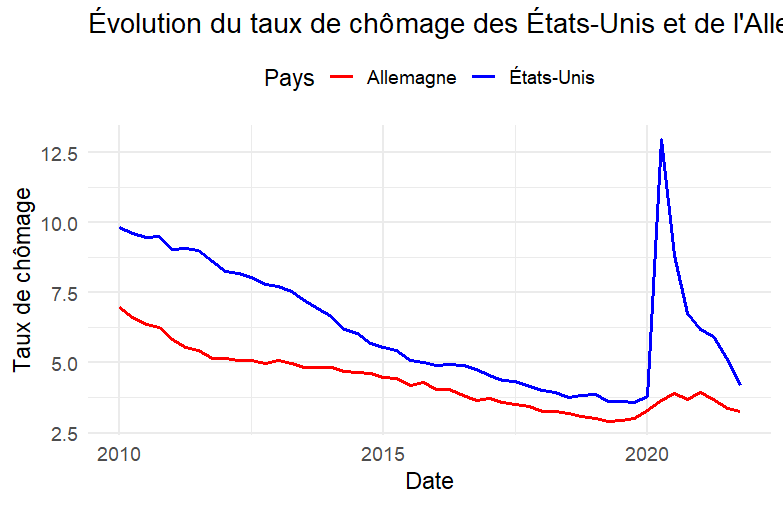 Évolution du taux de chômage des États-Unis et de l'Alle
Pays Allemagne États-Unis
12.5
10.0
7.5
5.0
2.5
Taux de chômage
2010 2015 2020
Date